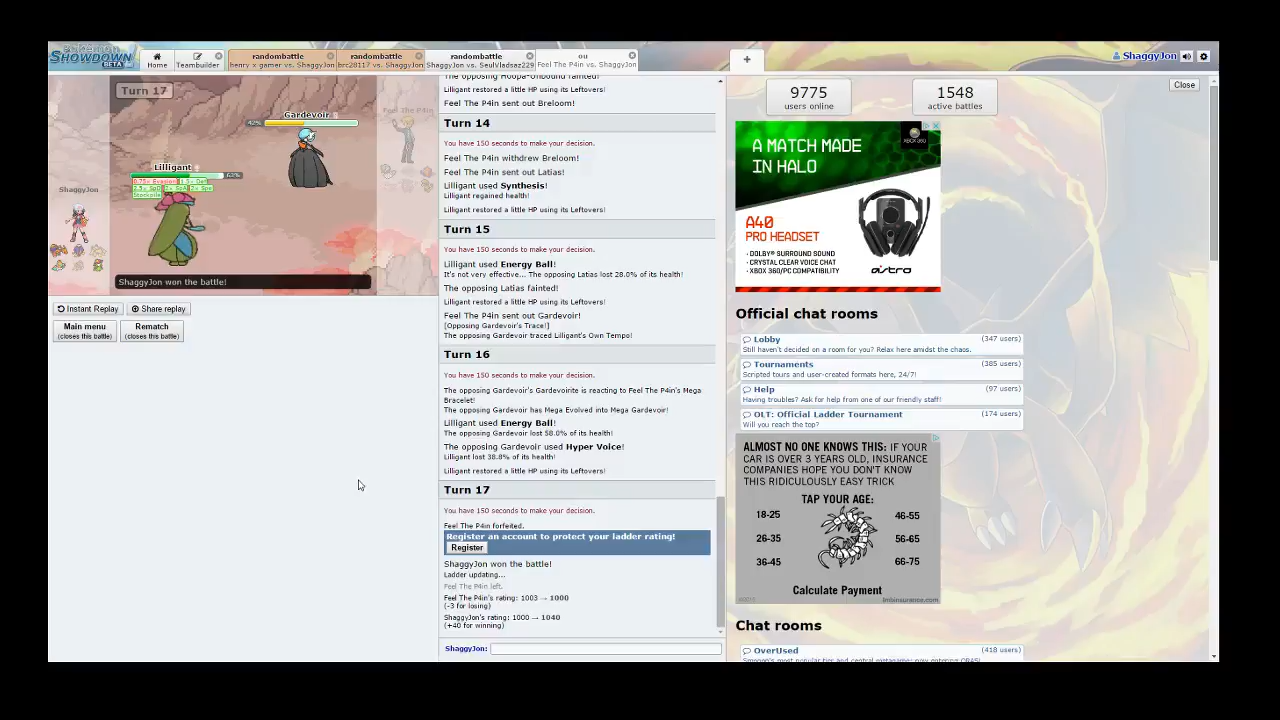 SHOWDOWN
BETA
Home
Teambuilder
randombattle
henry x gamer vs. ShaggyJon
randombattle
brc28117 vs. ShaggyJon
randombattle
ShaggyJon vs. SeulVladsaz229
ou
Feel The P4in vs. ShaggyJon
+
ShaggyJon
Turn 17
Gardevoir
42%
Feel The P4in
Lilligant
63%
ShaggyJon
ShaggyJon won the battle!
Instant Replay
Share replay
Main menu
(closes this battle)
Rematch
(closes this battle)
The opposing Hoopa-Unbound fainted!
Lilligant restored a little HP using its Leftovers!
Feel The P4in sent out Breloom!
Turn 14
You have 150 seconds to make your decision.
Feel The P4in withdrew Breloom!
Feel The P4in sent out Latias!
Lilligant used Synthesis!
Lilligant regained health!
Lilligant restored a little HP using its Leftovers!
Turn 15
You have 150 seconds to make your decision.
Lilligant used Energy Ball!
It's not very effective... The opposing Latias lost 28.0% of its health!
The opposing Latias fainted!
Lilligant restored a little HP using its Leftovers!
Feel The P4in sent out Gardevoir!
[Opposing Gardevoir's Trace!]
The opposing Gardevoir traced Lilligant's Own Tempo!
Turn 16
You have 150 seconds to make your decision.
The opposing Gardevoir's Gardevoirite is reacting to Feel The P4in's Mega
Bracelet!
The opposing Gardevoir has Mega Evolved into Mega Gardevoir!
Lilligant used Energy Ball!
The opposing Gardevoir lost 58.0% of its health!
The opposing Gardevoir used Hyper Voice!
Lilligant lost 38.8% of its health!
Lilligant restored a little HP using its Leftovers!
Turn 17
You have 150 seconds to make your decision.
Feel The P4in forfeited.
Register an account to protect your ladder rating!
Register
ShaggyJon won the battle!
Ladder updating...
Feel The P4in left.
Feel The P4in's rating: 1003 → 1000
(-3 for losing)
ShaggyJon's rating: 1000 → 1040
(+40 for winning)
ShaggyJon:
9775
users online
1548
active battles
Close
A MATCH MADE
IN HALO
XBOX 360
A40
PRO HEADSET
· DOLBY® SURROUND SOUND
· CRYSTAL CLEAR VOICE CHAT
· XBOX 360/PC COMPATIBILITY
ASTRO
Official chat rooms
Lobby (347 users)
Still haven't decided on a room for you? Relax here amidst the chaos.
Tournaments (385 users)
Scripted tours and user-created formats here, 24/7!
Help (97 users)
Having troubles? Ask for help from one of our friendly staff!
OLT: Official Ladder Tournament (174 users)
Will you reach the top?
ALMOST NO ONE KNOWS THIS: IF YOUR
CAR IS OVER 3 YEARS OLD, INSURANCE
COMPANIES HOPE YOU DON'T KNOW
THIS RIDICULOUSLY EASY TRICK
TAP YOUR AGE:
18-25 46-55
26-35 56-65
36-45 66-75
Calculate Payment
lmbinsurance.com
Chat rooms
OverUsed (418 users)